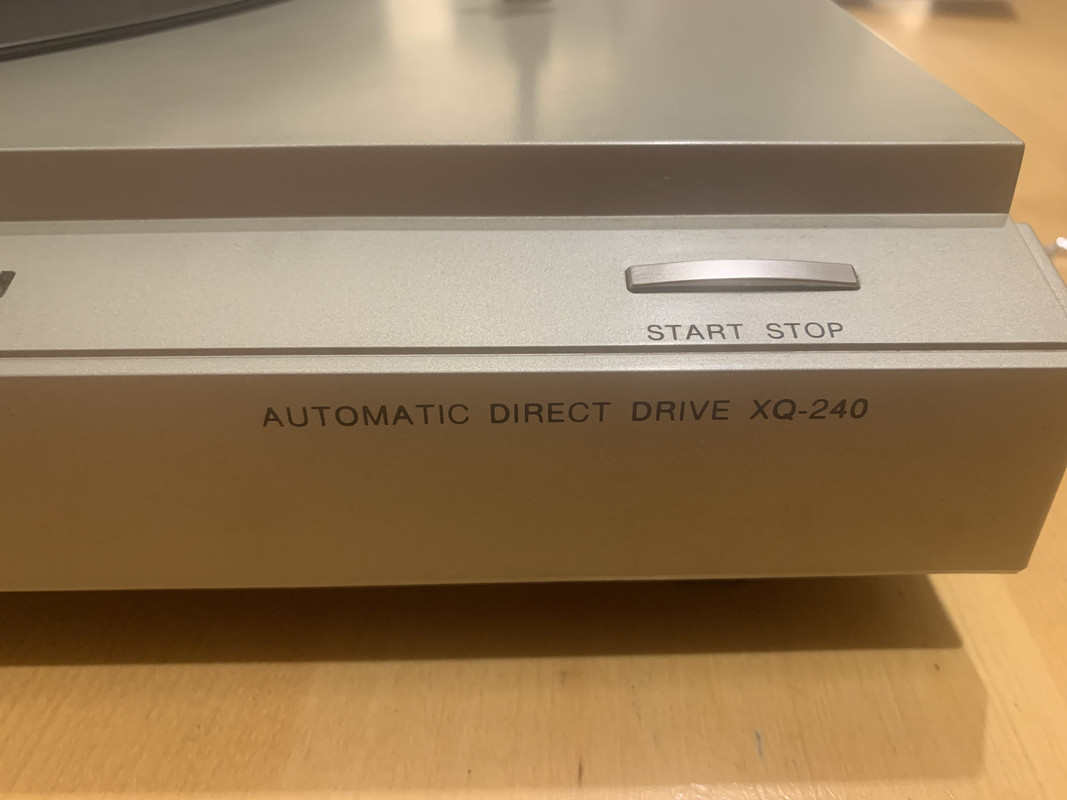 START STOP
AUTOMATIC DIRECT DRIVE XQ-240